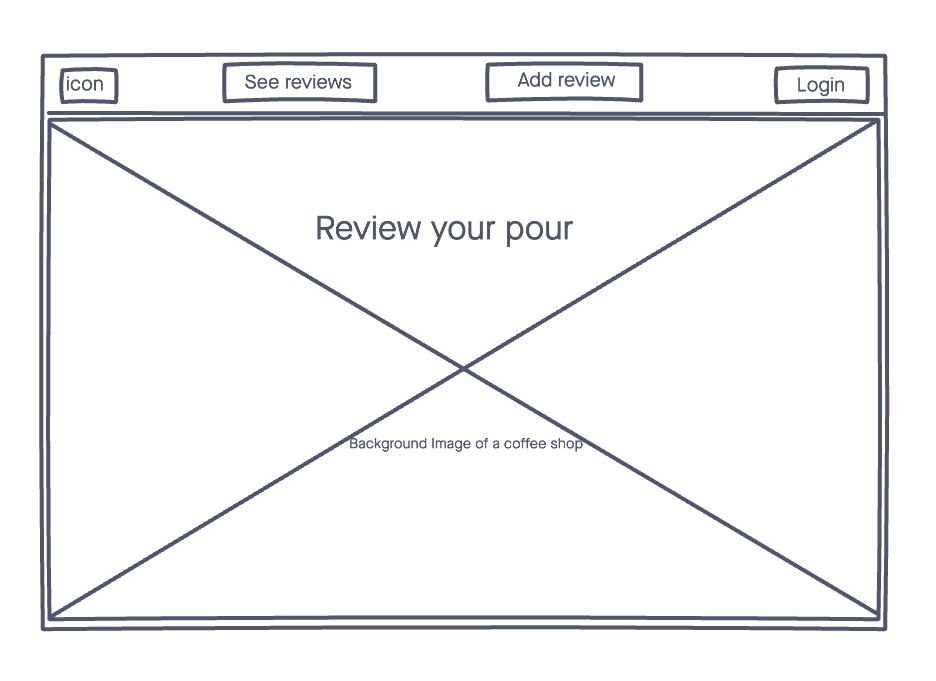 icon
See reviews
Add review
Login
Review your pour
Background Image of a coffee shop